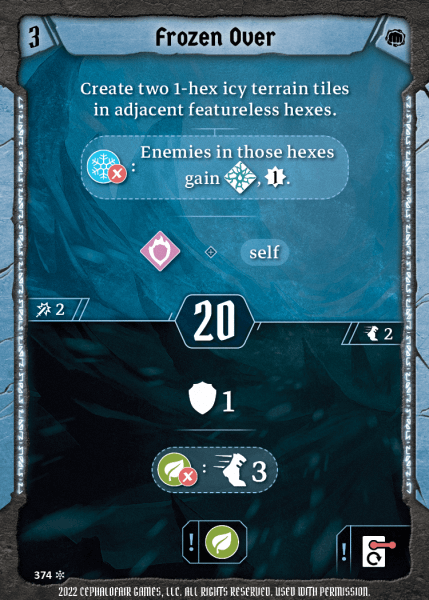 3
Frozen Over
Create two 1-hex icy terrain tiles
in adjacent featureless hexes.
: Enemies in those hexes
gain , 1.
self
2
20
2
1
: 3
!
!
374
2022 CEPHALOFAIR GAMES, LLC. ALL RIGHTS RESERVED. USED WITH PERMISSION.